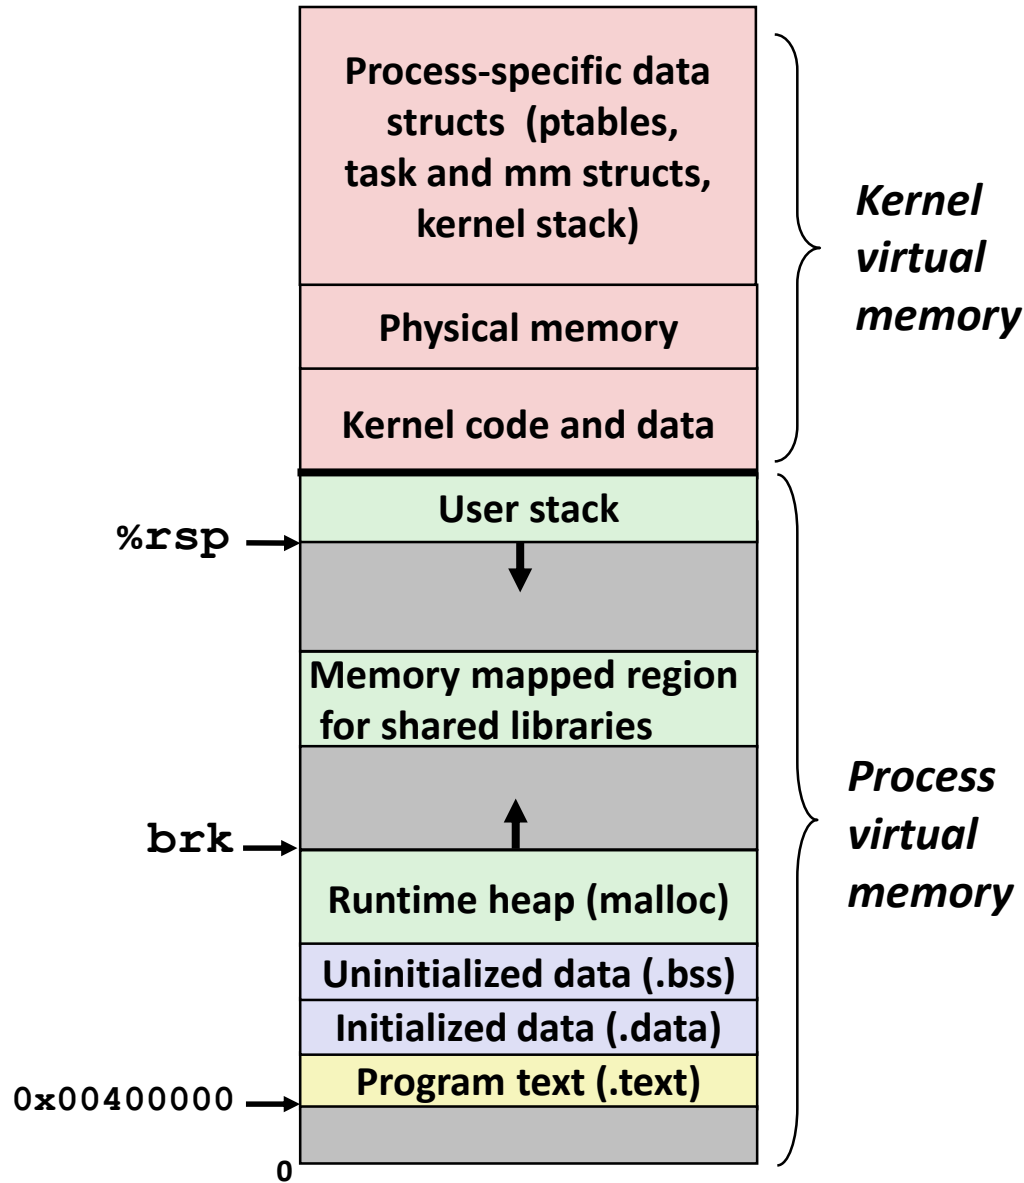 Process-specific data
structs  (ptables,
task and mm structs,
kernel stack)
Kernel
virtual
memory
Physical memory
Kernel code and data
User stack
%rsp
Memory mapped region
for shared libraries
Process
virtual
memory
brk
Runtime heap (malloc)
Uninitialized data (.bss)
Initialized data (.data)
Program text (.text)
0x00400000
0